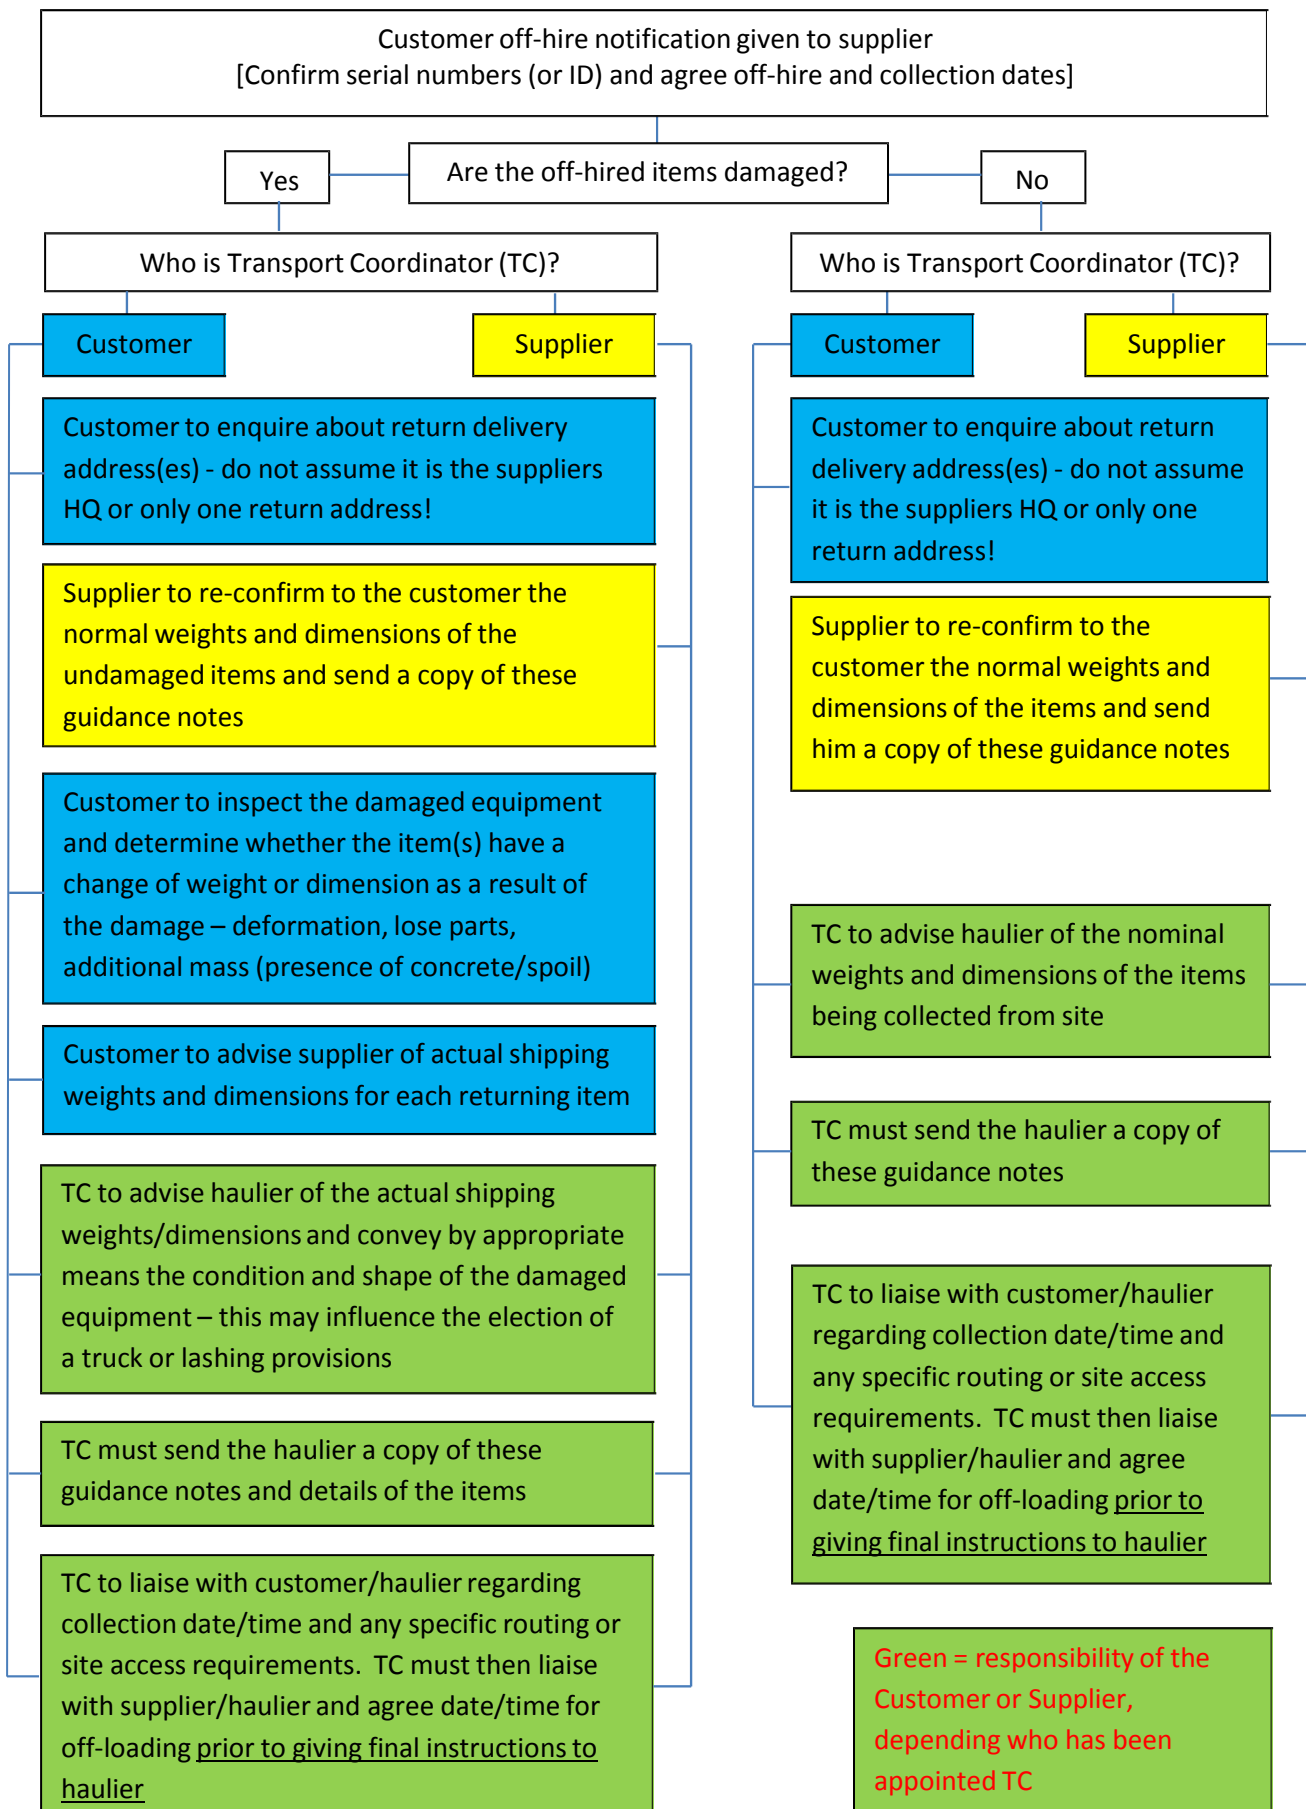 Customer off-hire notification given to supplier
[Confirm serial numbers (or ID) and agree off-hire and collection dates]
Are the off-hired items damaged?
Yes
No
Who is Transport Coordinator (TC)?
Customer
Supplier
Customer to enquire about return delivery
address(es) - do not assume it is the suppliers
HQ or only one return address!
Supplier to re-confirm to the customer the
normal weights and dimensions of the
undamaged items and send a copy of these
guidance notes
Customer to inspect the damaged equipment
and determine whether the item(s) have a
change of weight or dimension as a result of
the damage – deformation, lose parts,
additional mass (presence of concrete/spoil)
Customer to advise supplier of actual shipping
weights and dimensions for each returning item
TC to advise haulier of the actual shipping
weights/dimensions and convey by appropriate
means the condition and shape of the damaged
equipment – this may influence the election of
a truck or lashing provisions
TC must send the haulier a copy of these
guidance notes and details of the items
TC to liaise with customer/haulier regarding
collection date/time and any specific routing or
site access requirements.  TC must then liaise
with supplier/haulier and agree date/time for
off-loading prior to giving final instructions to
haulier
Who is Transport Coordinator (TC)?
Customer
Supplier
Customer to enquire about return
delivery address(es) - do not assume
it is the suppliers HQ or only one
return address!
Supplier to re-confirm to the
customer the normal weights and
dimensions of the items and send
him a copy of these guidance notes
TC to advise haulier of the nominal
weights and dimensions of the items
being collected from site
TC must send the haulier a copy of
these guidance notes
TC to liaise with customer/haulier
regarding collection date/time and
any specific routing or site access
requirements.  TC must then liaise
with supplier/haulier and agree
date/time for off-loading prior to
giving final instructions to haulier
Green = responsibility of the
Customer or Supplier,
depending who has been
appointed TC